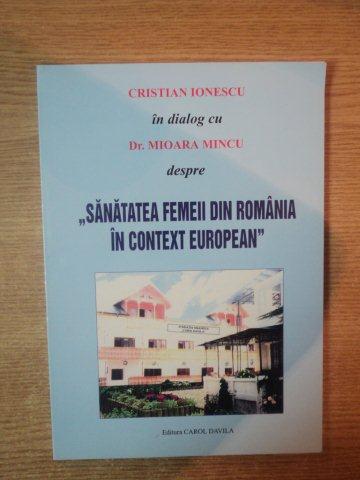 CRISTIAN IONESCU
în dialog cu
Dr. MIOARA MINCU
despre
„SĂNĂTATEA FEMEII DIN ROMÂNIA
ÎN CONTEXT EUROPEAN”
Editura CAROL DAVILA